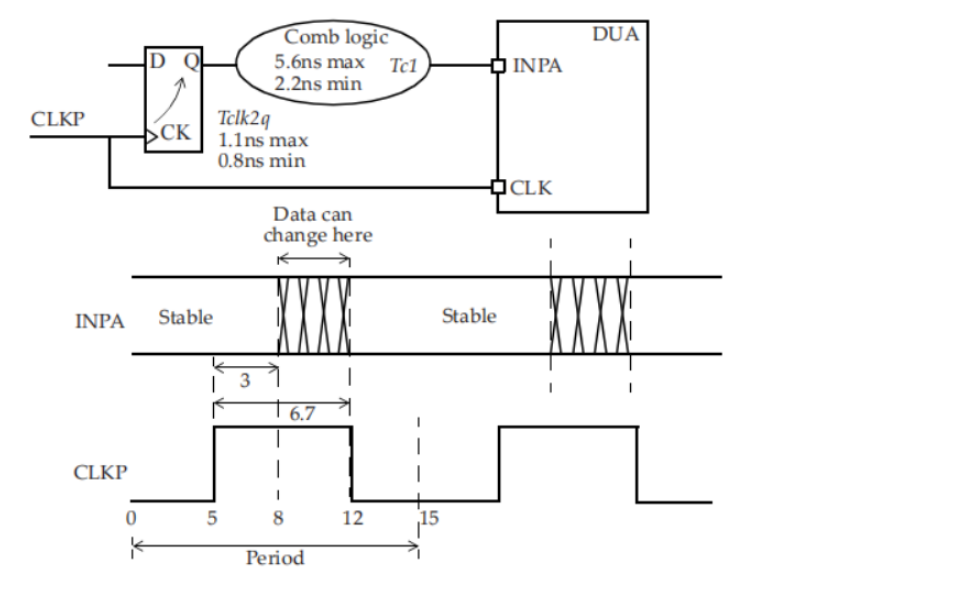 Comb logic
5.6ns max Tc1
2.2ns min
DUA
D Q
INPA
CLKP
CK
Tclk2q
1.1ns max
0.8ns min
CLK
Data can
change here
INPA
Stable
Stable
3
6.7
CLKP
0 5 8 12 15
Period